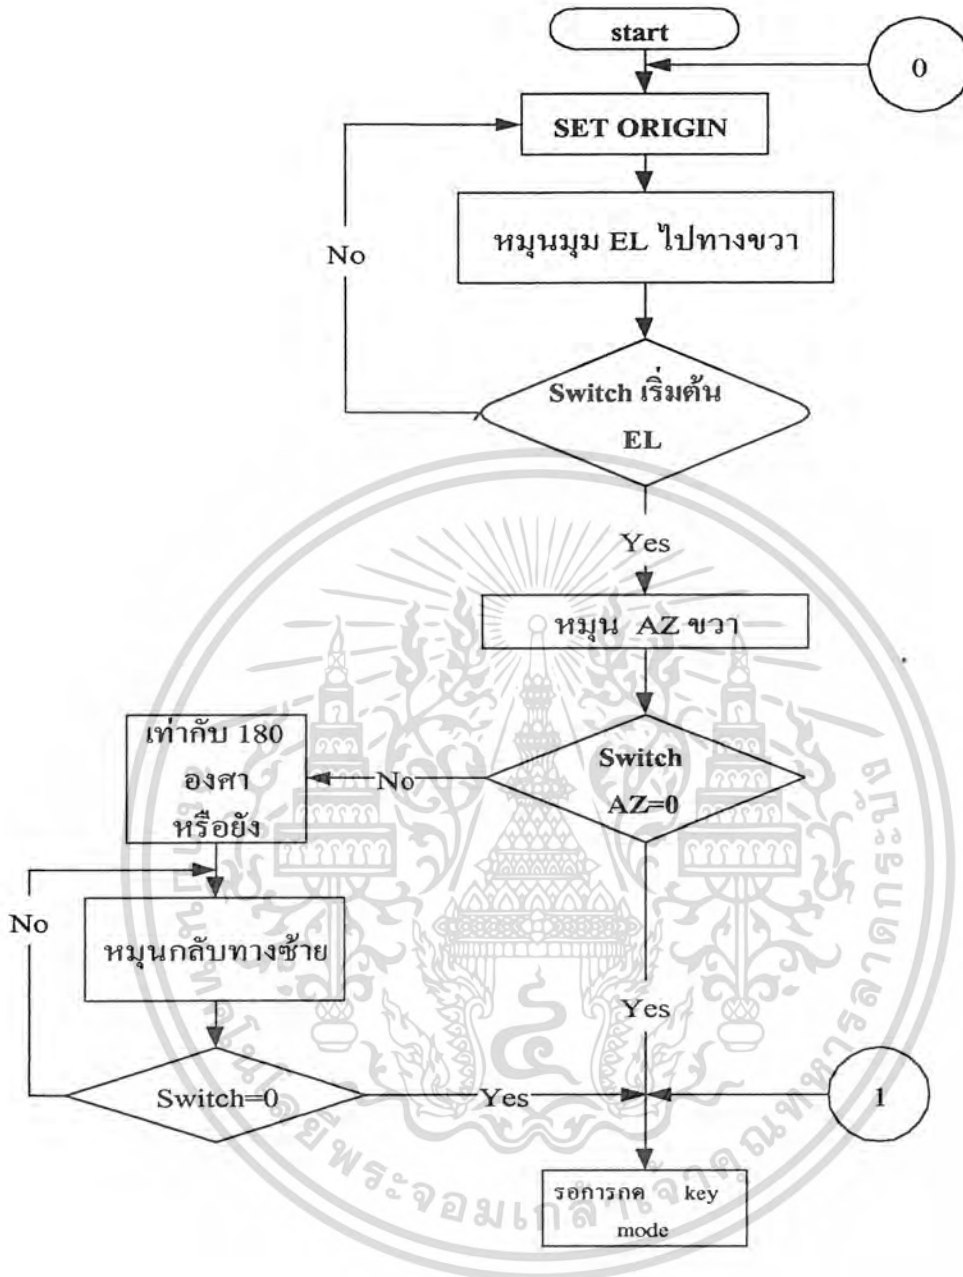 start
0
SET ORIGIN
หมุนมุม EL ไปทางขวา
No
Switch เริ่มต้น
EL
Yes
หมุน AZ ขวา
เท่ากับ 180
องศา
หรือยัง
No
Switch
AZ=0
No
หมุนกลับทางซ้าย
Yes
Switch=0
Yes
1
รอการกด key
mode